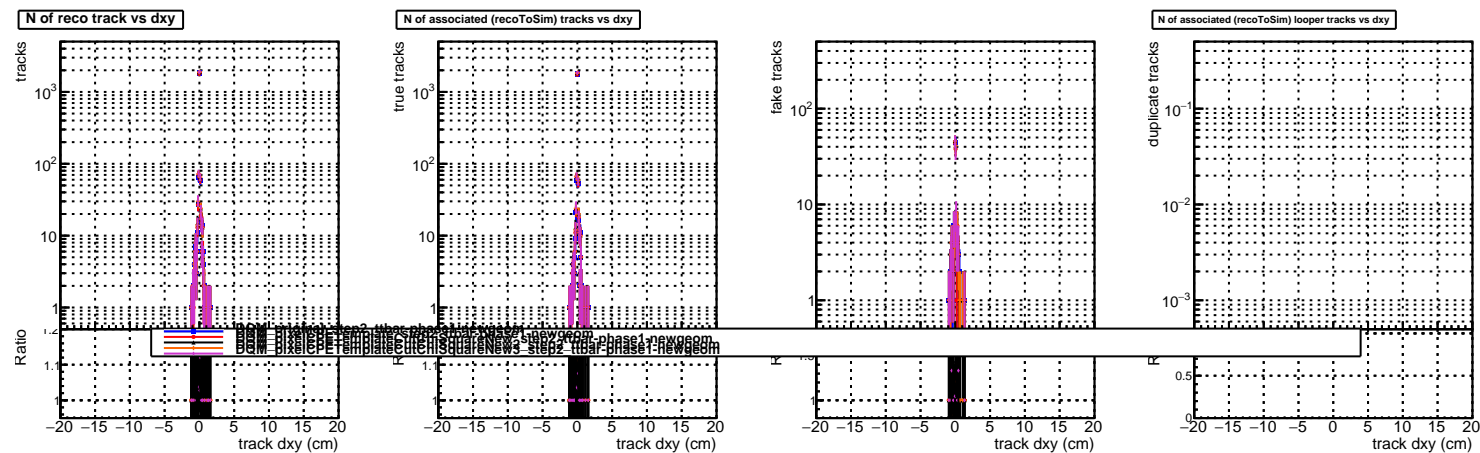 N of reco track vs dxy
N of associated (recoToSim) tracks vs dxy
N of associated (recoToSim) looper tracks vs dxy
tracks
10³
10²
10
1
true tracks
10³
10²
10
1
fake tracks
10²
10
1
duplicate tracks
10⁻¹
10⁻²
10⁻³
DQM_pixelCPETemplateCutChiSquareNew3_step2_ttbar-phase1-newgeom
Ratio
1.2
1.1
1
1.1
1
1
0.5
0
−20 −15 −10 −5 0 5 10 15 20
track dxy (cm)
−20 −15 −10 −5 0 5 10 15 20
track dxy (cm)
−20 −15 −10 −5 0 5 10 15 20
track dxy (cm)
−20 −15 −10 −5 0 5 10 15 20
track dxy (cm)